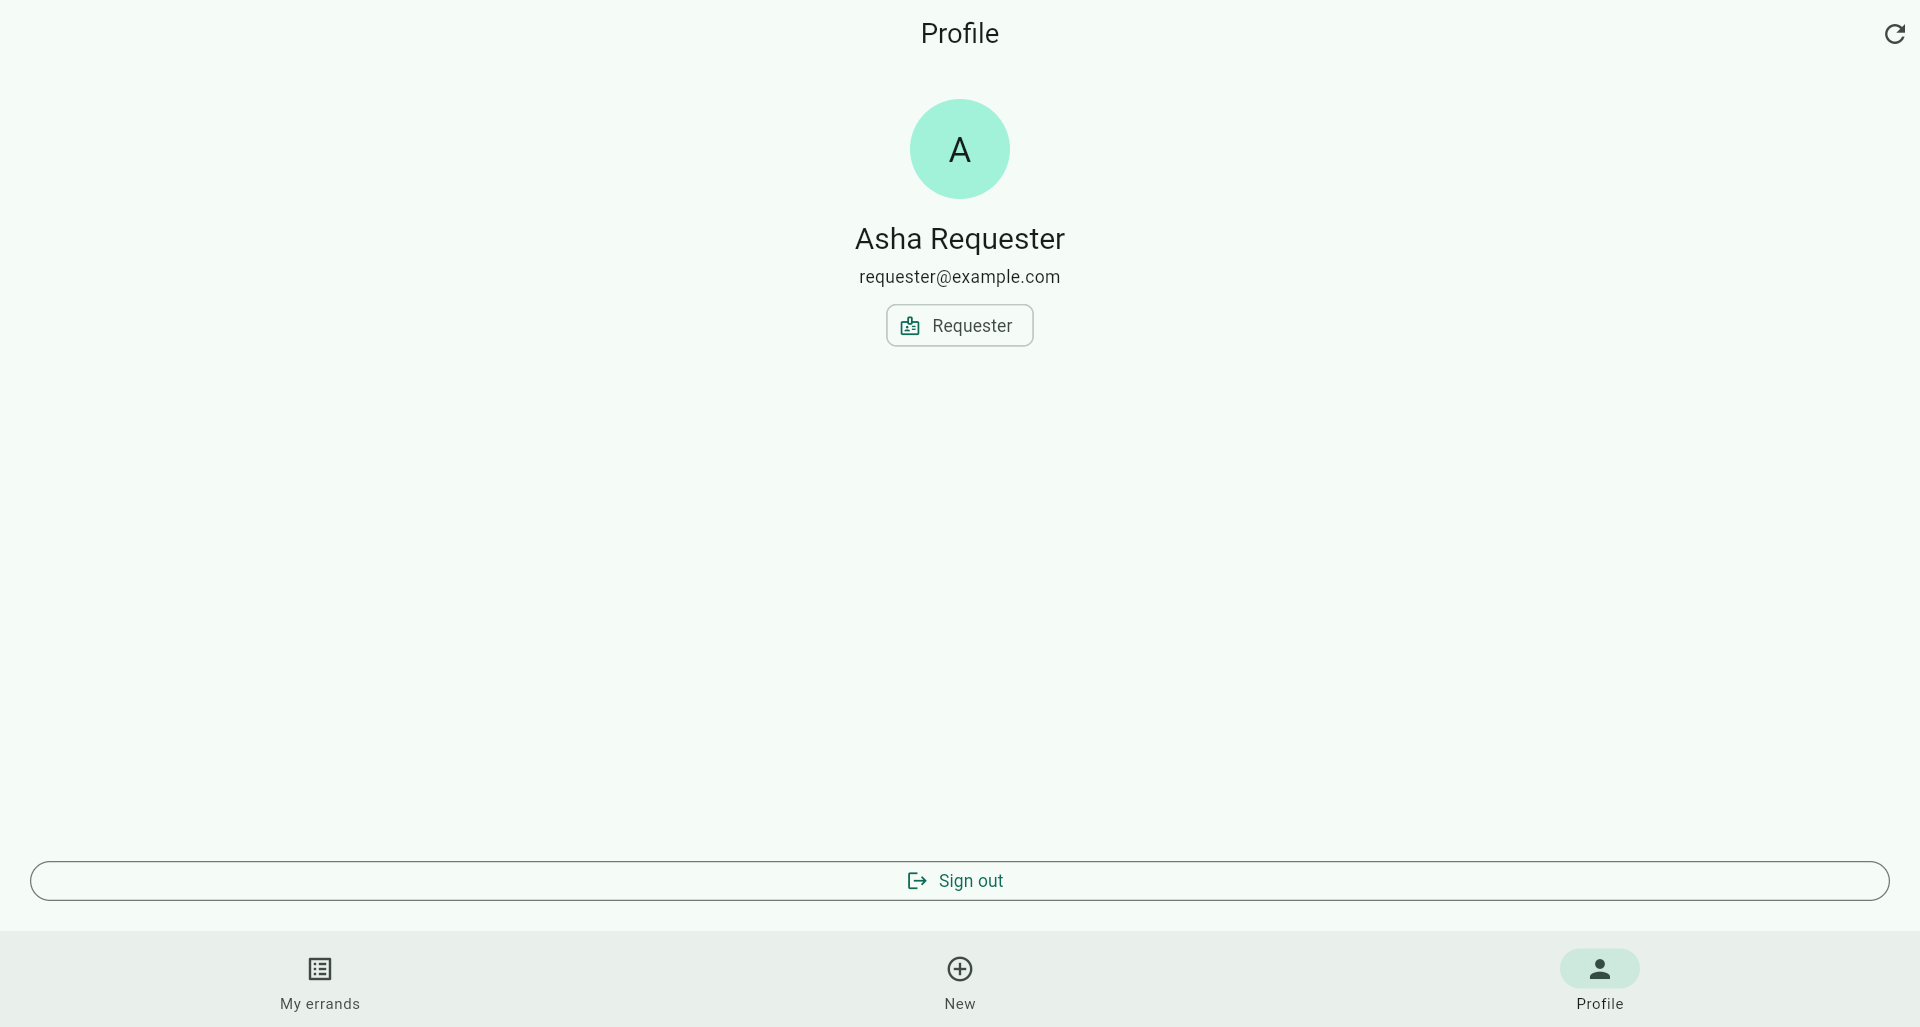 Profile
A
Asha Requester
requester@example.com
Requester
Sign out
My errands
New
Profile